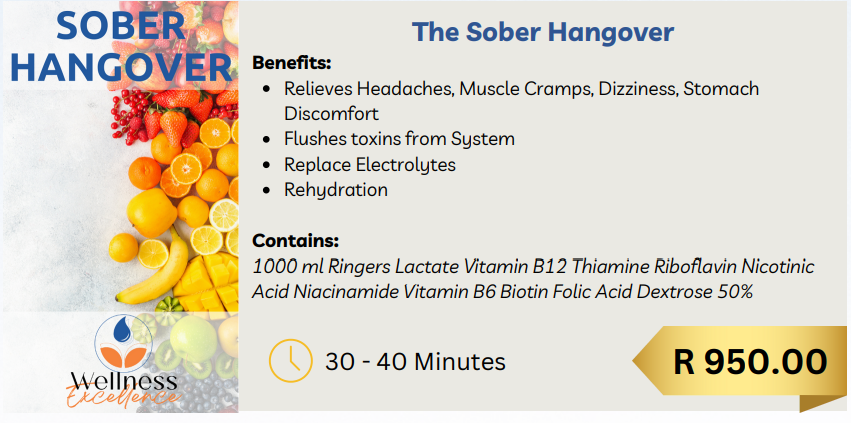 SOBER
HANGOVER
The Sober Hangover
Benefits:
• Relieves Headaches, Muscle Cramps, Dizziness, Stomach
Discomfort
• Flushes toxins from System
• Replace Electrolytes
• Rehydration
Contains:
1000 ml Ringers Lactate Vitamin B12 Thiamine Riboflavin Nicotinic
Acid Niacinamide Vitamin B6 Biotin Folic Acid Dextrose 50%
30 - 40 Minutes
R 950.00
Wellness
Excellence